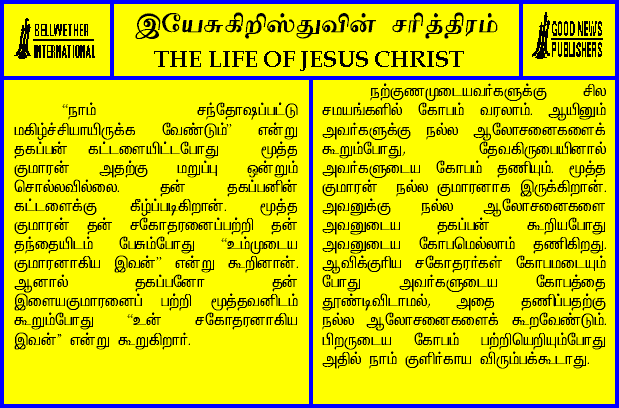 BELLWETHER
INTERNATIONAL
இயேசுகிறிஸ்துவின் சரித்திரம்
THE LIFE OF JESUS CHRIST
GOOD NEWS
PUBLISHERS
“நாம் சந்தோஷப்பட்டு
மகிழ்ச்சியாயிருக்க வேண்டும்” என்று
தகப்பன் கட்டளையிட்டபோது மூத்த
குமாரன் அதற்கு மறுப்பு ஒன்றும்
சொல்லவில்லை. தன் தகப்பனின்
கட்டளைக்கு கீழ்ப்படிகிறான். மூத்த
குமாரன் தன் சகோதரனைப்பற்றி தன்
தந்தையிடம் பேசும்போது “உம்முடைய
குமாரனாகிய இவன்” என்று கூறினான்.
ஆனால் தகப்பனோ தன்
இளையகுமாரனைப் பற்றி மூத்தவனிடம்
கூறும்போது “உன் சகோதரனாகிய
இவன்” என்று கூறுகிறார்.
நற்குணமுடையவர்களுக்கு சில
சமயங்களில் கோபம் வரலாம். ஆயினும்
அவர்களுக்கு நல்ல ஆலோசனைகளைக்
கூறும்போது, தேவகிருபையினால்
அவர்களுடைய கோபம் தணியும். மூத்த
குமாரன் நல்ல குமாரனாக இருக்கிறான்.
அவனுக்கு நல்ல ஆலோசனைகளை
அவனுடைய தகப்பன் கூறியபோது
அவனுடைய கோபமெல்லாம் தணிகிறது.
ஆவிக்குரிய சகோதரர்கள் கோபமடையும்
போது அவர்களுடைய கோபத்தை
தூண்டிவிடாமல், அதை தணிப்பதற்கு
நல்ல ஆலோசனைகளைக் கூறவேண்டும்.
பிறருடைய கோபம் பற்றியெறியும்போது
அதில் நாம் குளிர்காய விரும்பக்கூடாது.